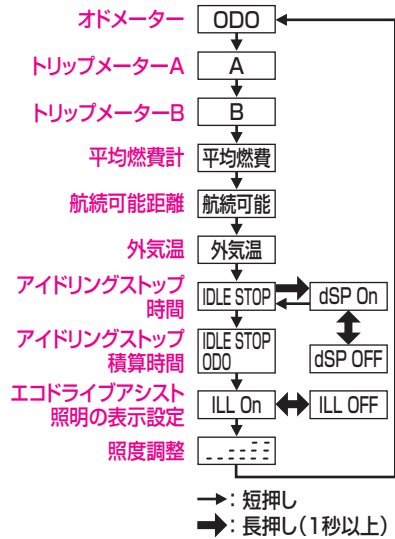 オドメーター ODO
トリップメーターA A
トリップメーターB B
平均燃費計 平均燃費
航続可能距離 航続可能
外気温 外気温
アイドリングストップ
時間 IDLE STOP dSP On
dSP OFF
アイドリングストップ
積算時間 IDLE STOP
ODO
エコドライブアシスト
照明の表示設定 ILL On ILL OFF
照度調整
：短押し
：長押し（1秒以上）